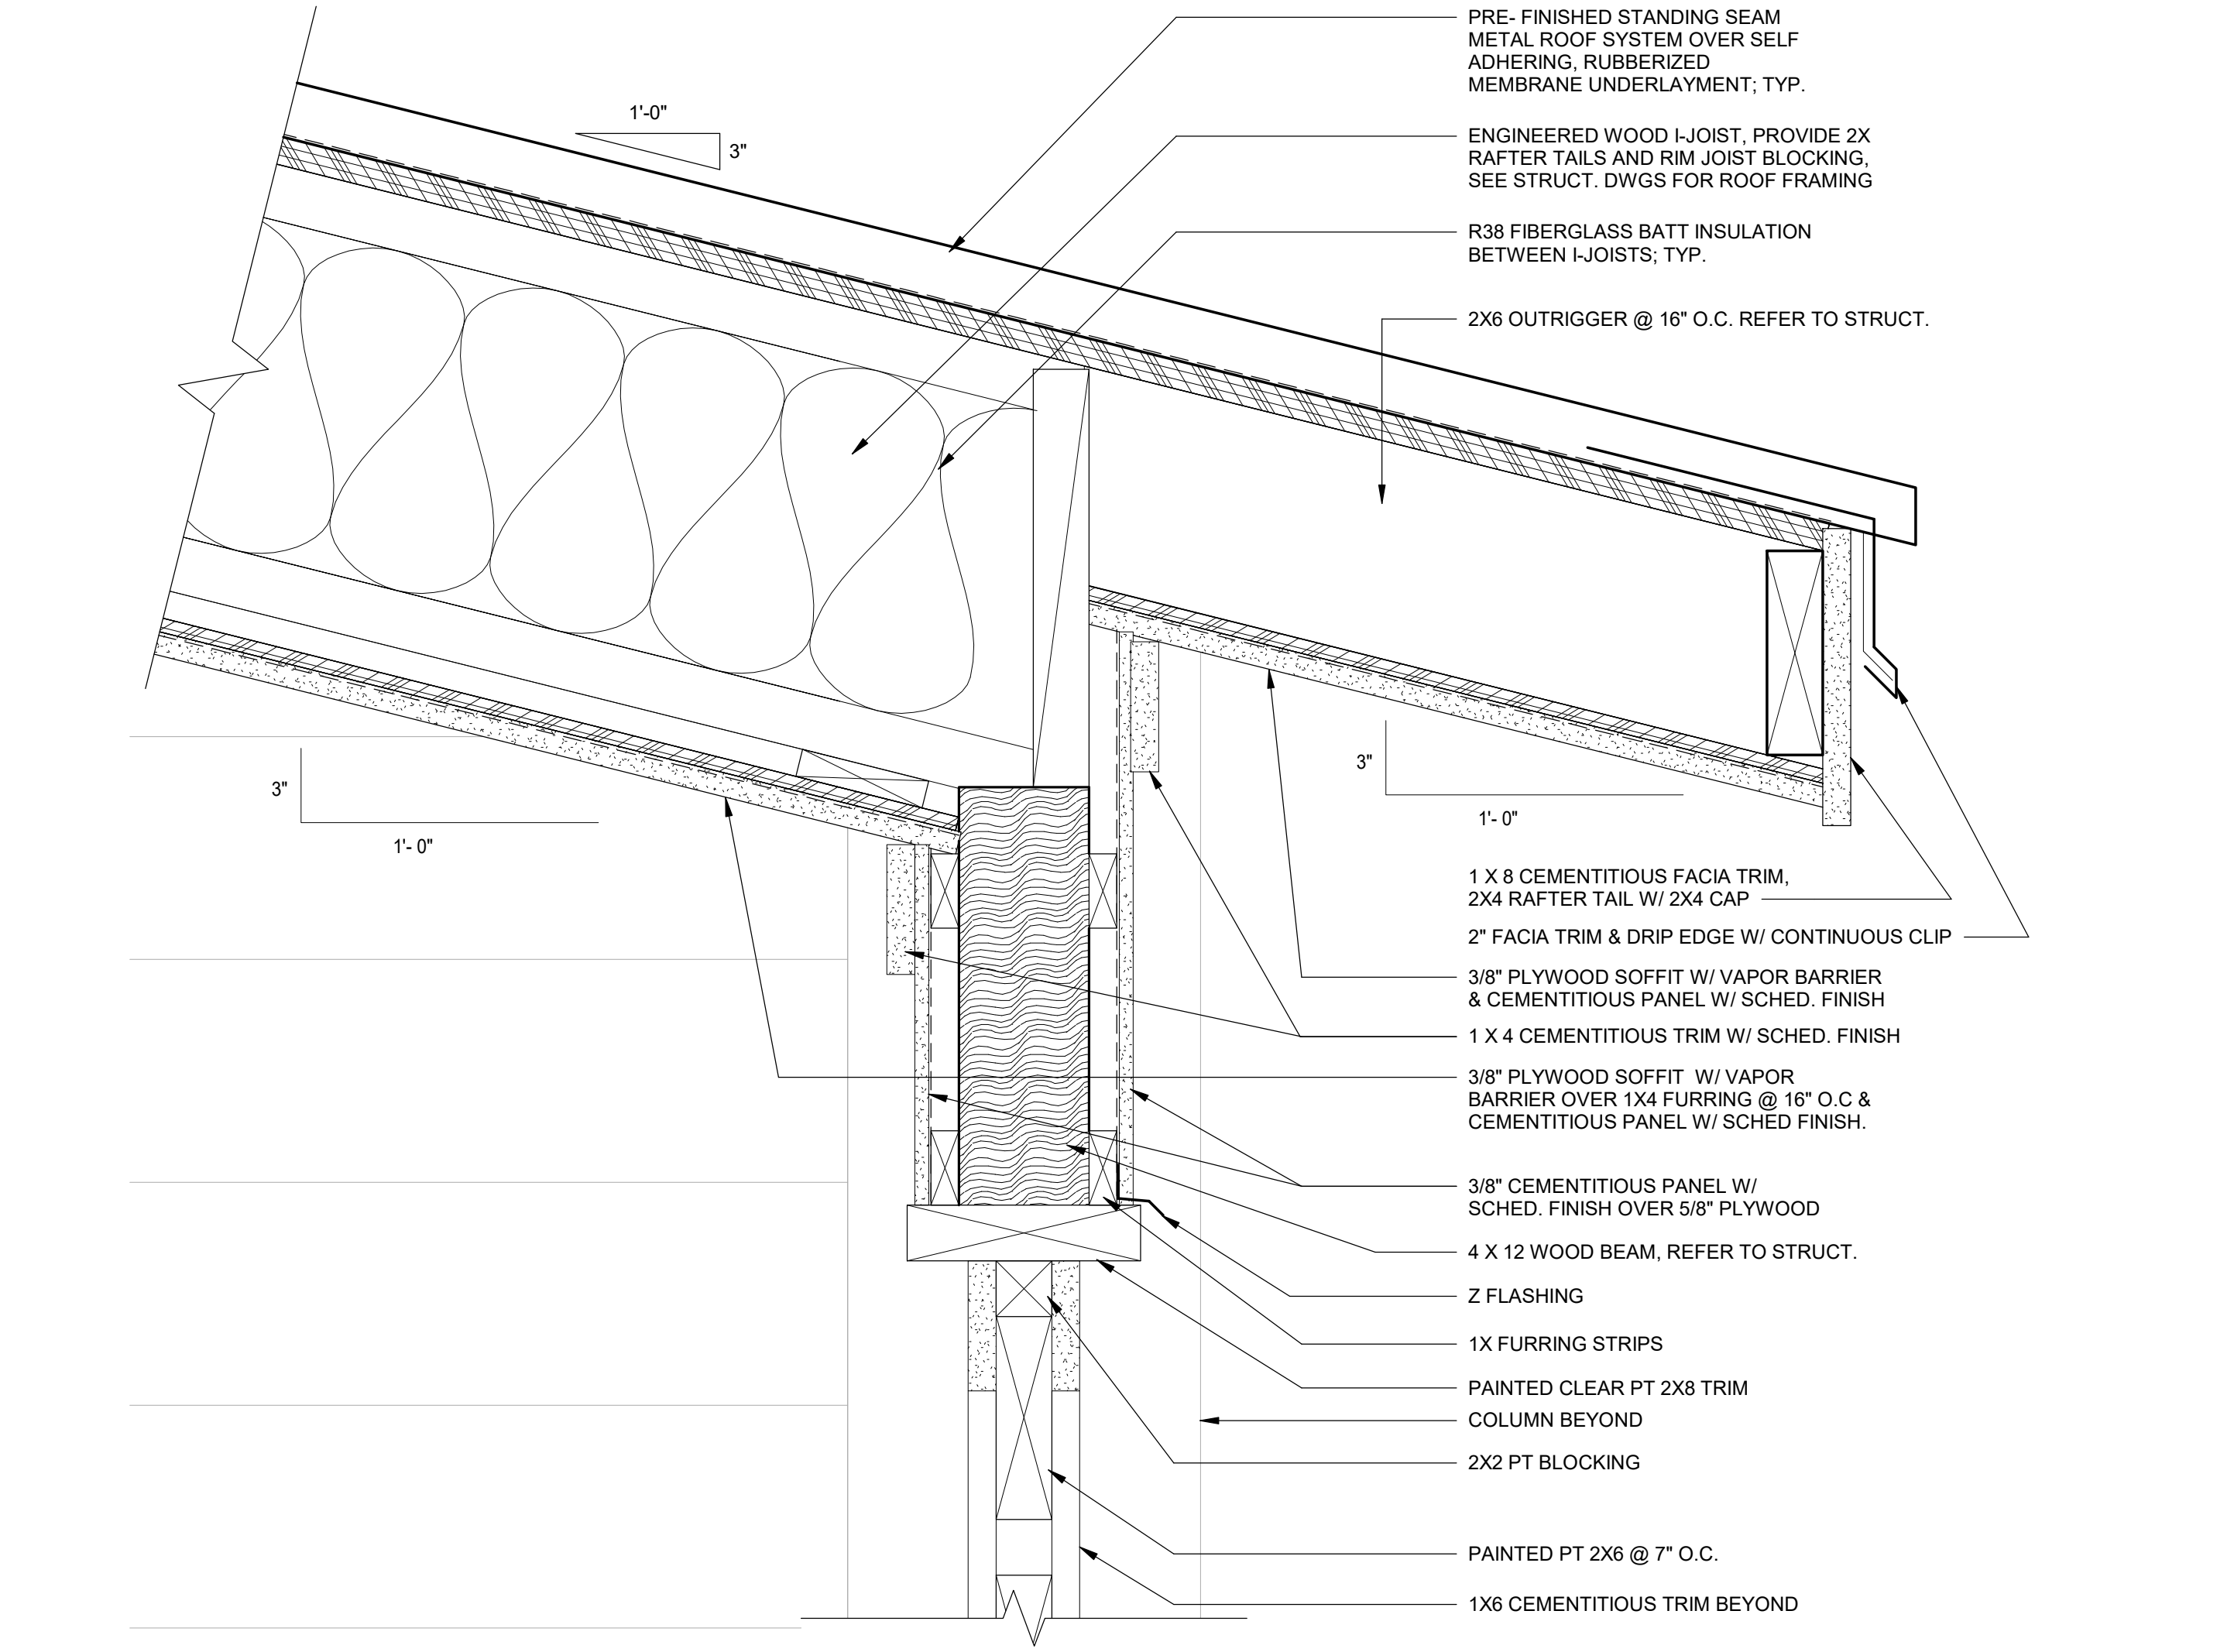 PRE- FINISHED STANDING SEAM
METAL ROOF SYSTEM OVER SELF
ADHERING, RUBBERIZED
MEMBRANE UNDERLAYMENT; TYP.
1'-0"
3"
ENGINEERED WOOD I-JOIST, PROVIDE 2X
RAFTER TAILS AND RIM JOIST BLOCKING,
SEE STRUCT. DWGS FOR ROOF FRAMING
R38 FIBERGLASS BATT INSULATION
BETWEEN I-JOISTS; TYP.
2X6 OUTRIGGER @ 16" O.C. REFER TO STRUCT.
3"
1'- 0"
3"
1'- 0"
1 X 8 CEMENTITIOUS FACIA TRIM,
2X4 RAFTER TAIL W/ 2X4 CAP
2" FACIA TRIM & DRIP EDGE W/ CONTINUOUS CLIP
3/8" PLYWOOD SOFFIT W/ VAPOR BARRIER
& CEMENTITIOUS PANEL W/ SCHED. FINISH
1 X 4 CEMENTITIOUS TRIM W/ SCHED. FINISH
3/8" PLYWOOD SOFFIT  W/ VAPOR
BARRIER OVER 1X4 FURRING @ 16" O.C &
CEMENTITIOUS PANEL W/ SCHED FINISH.
3/8" CEMENTITIOUS PANEL W/
SCHED. FINISH OVER 5/8" PLYWOOD
4 X 12 WOOD BEAM, REFER TO STRUCT.
Z FLASHING
1X FURRING STRIPS
PAINTED CLEAR PT 2X8 TRIM
COLUMN BEYOND
2X2 PT BLOCKING
PAINTED PT 2X6 @ 7" O.C.
1X6 CEMENTITIOUS TRIM BEYOND